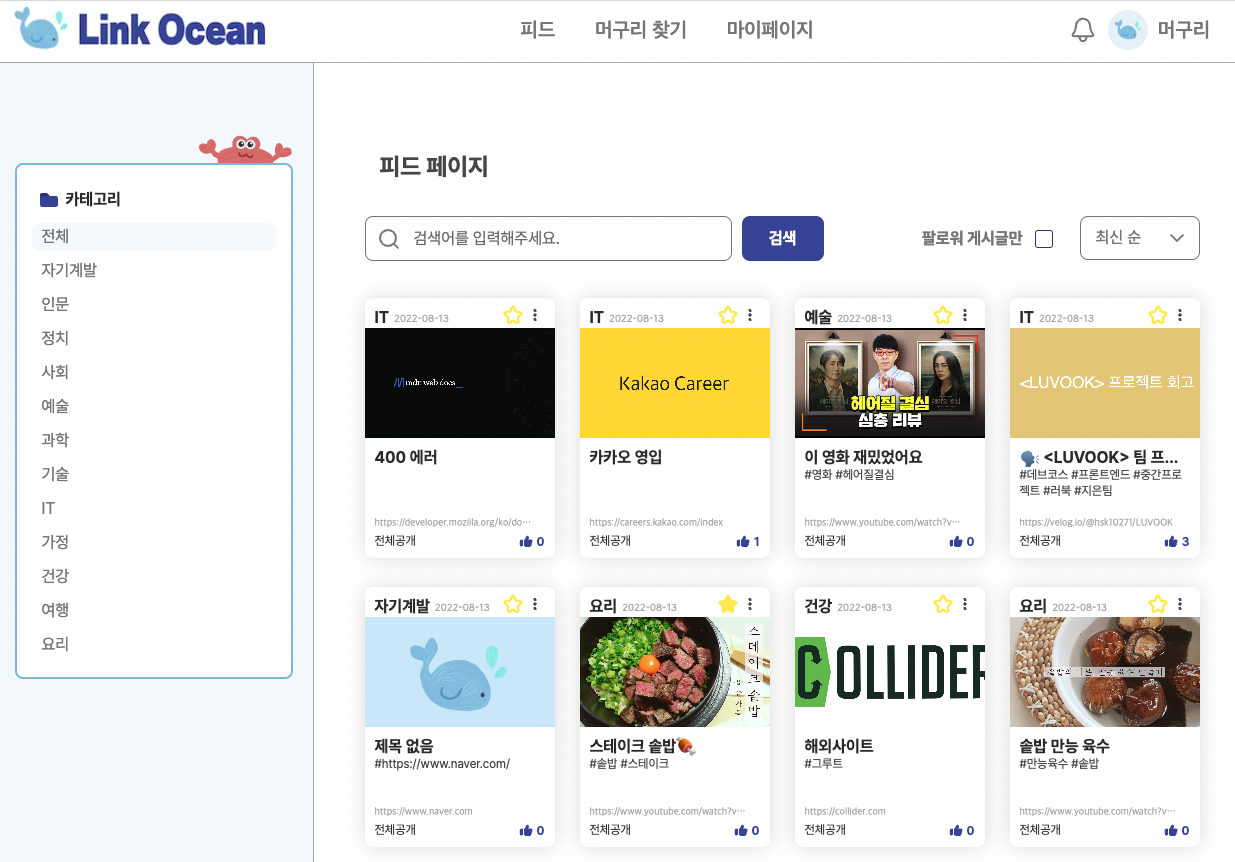 Link Ocean
피드 머구리 찾기 마이페이지
머구리
카테고리
전체
자기계발
인문
정치
사회
예술
과학
기술
IT
가정
건강
여행
요리
피드 페이지
검색어를 입력해주세요.
검색
팔로워 게시글만
최신 순
IT 2022-08-13
mdn web docs_
400 에러
https://developer.mozilla.org/ko/do···
전체공개 0
IT 2022-08-13
Kakao Career
카카오 영입
https://careers.kakao.com/index
전체공개 1
예술 2022-08-13
헤어질 결심
심층 리뷰
이 영화 재밌었어요
#영화 #헤어질결심
https://www.youtube.com/watch?v···
전체공개 0
IT 2022-08-13
<LUVOOK> 프로젝트 회고
🗣 <LUVOOK> 팀 프...
#데브코스 #프론트엔드 #중간프로
젝트 #러북 #지은팀
https://velog.io/@hsk10271/LUVOOK
전체공개 3
자기계발 2022-08-13
제목 없음
#https://www.naver.com/
https://www.naver.com
전체공개 0
요리 2022-08-13
스테이크 솥밥
스테이크 솥밥🍖
#솥밥 #스테이크
https://www.youtube.com/watch?v···
전체공개 0
건강 2022-08-13
COLLIDER
해외사이트
#그루트
https://collider.com
전체공개 0
요리 2022-08-13
솥밥 만능 육수
#만능육수 #솥밥
https://www.youtube.com/watch?v···
전체공개 0